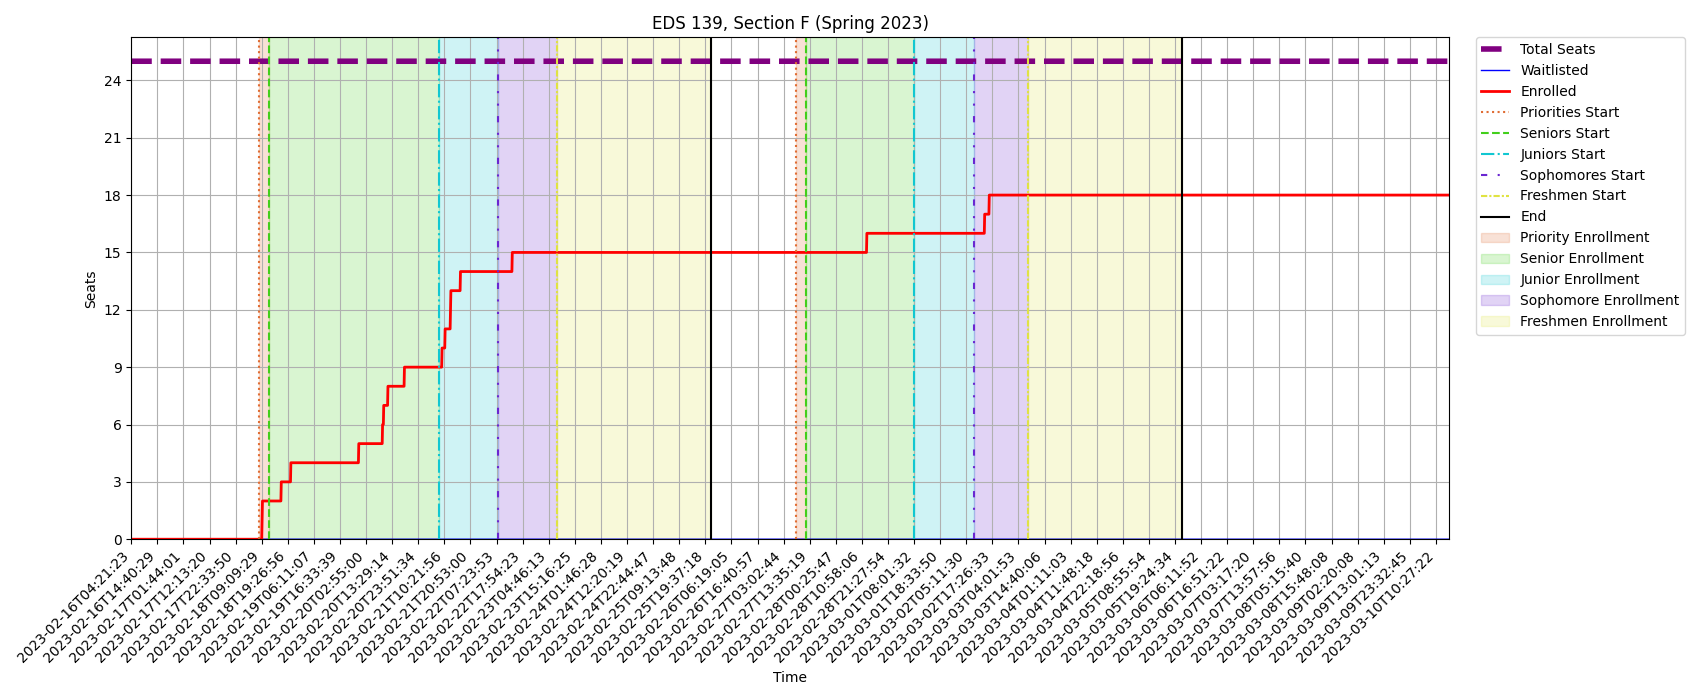 EDS 139, Section F (Spring 2023)
Seats
24
21
18
15
12
9
6
3
0
2023-02-16T04:21:23
2023-02-16T14:40:29
2023-02-17T01:44:01
2023-02-17T12:13:20
2023-02-17T22:33:50
2023-02-18T09:09:29
2023-02-18T19:26:56
2023-02-19T06:11:07
2023-02-19T16:33:39
2023-02-20T02:55:00
2023-02-20T13:29:14
2023-02-20T23:51:34
2023-02-21T10:21:56
2023-02-21T20:53:00
2023-02-22T07:23:53
2023-02-22T17:54:23
2023-02-23T04:46:13
2023-02-23T15:16:25
2023-02-24T01:46:28
2023-02-24T12:20:19
2023-02-24T22:44:47
2023-02-25T09:13:48
2023-02-25T19:37:18
2023-02-26T06:19:05
2023-02-26T16:40:57
2023-02-27T03:02:44
2023-02-27T13:35:19
2023-02-28T00:25:47
2023-02-28T10:58:06
2023-02-28T21:27:54
2023-03-01T08:01:32
2023-03-01T18:33:50
2023-03-02T05:11:30
2023-03-02T17:26:33
2023-03-03T04:01:53
2023-03-03T14:40:06
2023-03-04T01:11:03
2023-03-04T11:48:18
2023-03-04T22:18:56
2023-03-05T08:55:54
2023-03-05T19:24:34
2023-03-06T06:11:52
2023-03-06T16:51:22
2023-03-07T03:17:20
2023-03-07T13:57:56
2023-03-08T05:15:40
2023-03-08T15:48:08
2023-03-09T02:20:08
2023-03-09T13:01:13
2023-03-09T23:32:45
2023-03-10T10:27:22
Time
Total Seats
Waitlisted
Enrolled
Priorities Start
Seniors Start
Juniors Start
Sophomores Start
Freshmen Start
End
Priority Enrollment
Senior Enrollment
Junior Enrollment
Sophomore Enrollment
Freshmen Enrollment